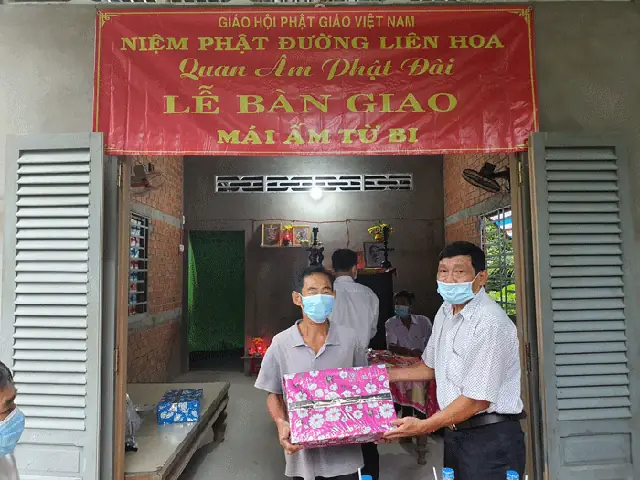 GIÁO HỘI PHẬT GIÁO VIỆT NAM
NIỆM PHẬT ĐƯỜNG LIÊN HOA
Quan Âm Phật Đài
LỄ BÀN GIAO
MÁI ẤM TỪ BI